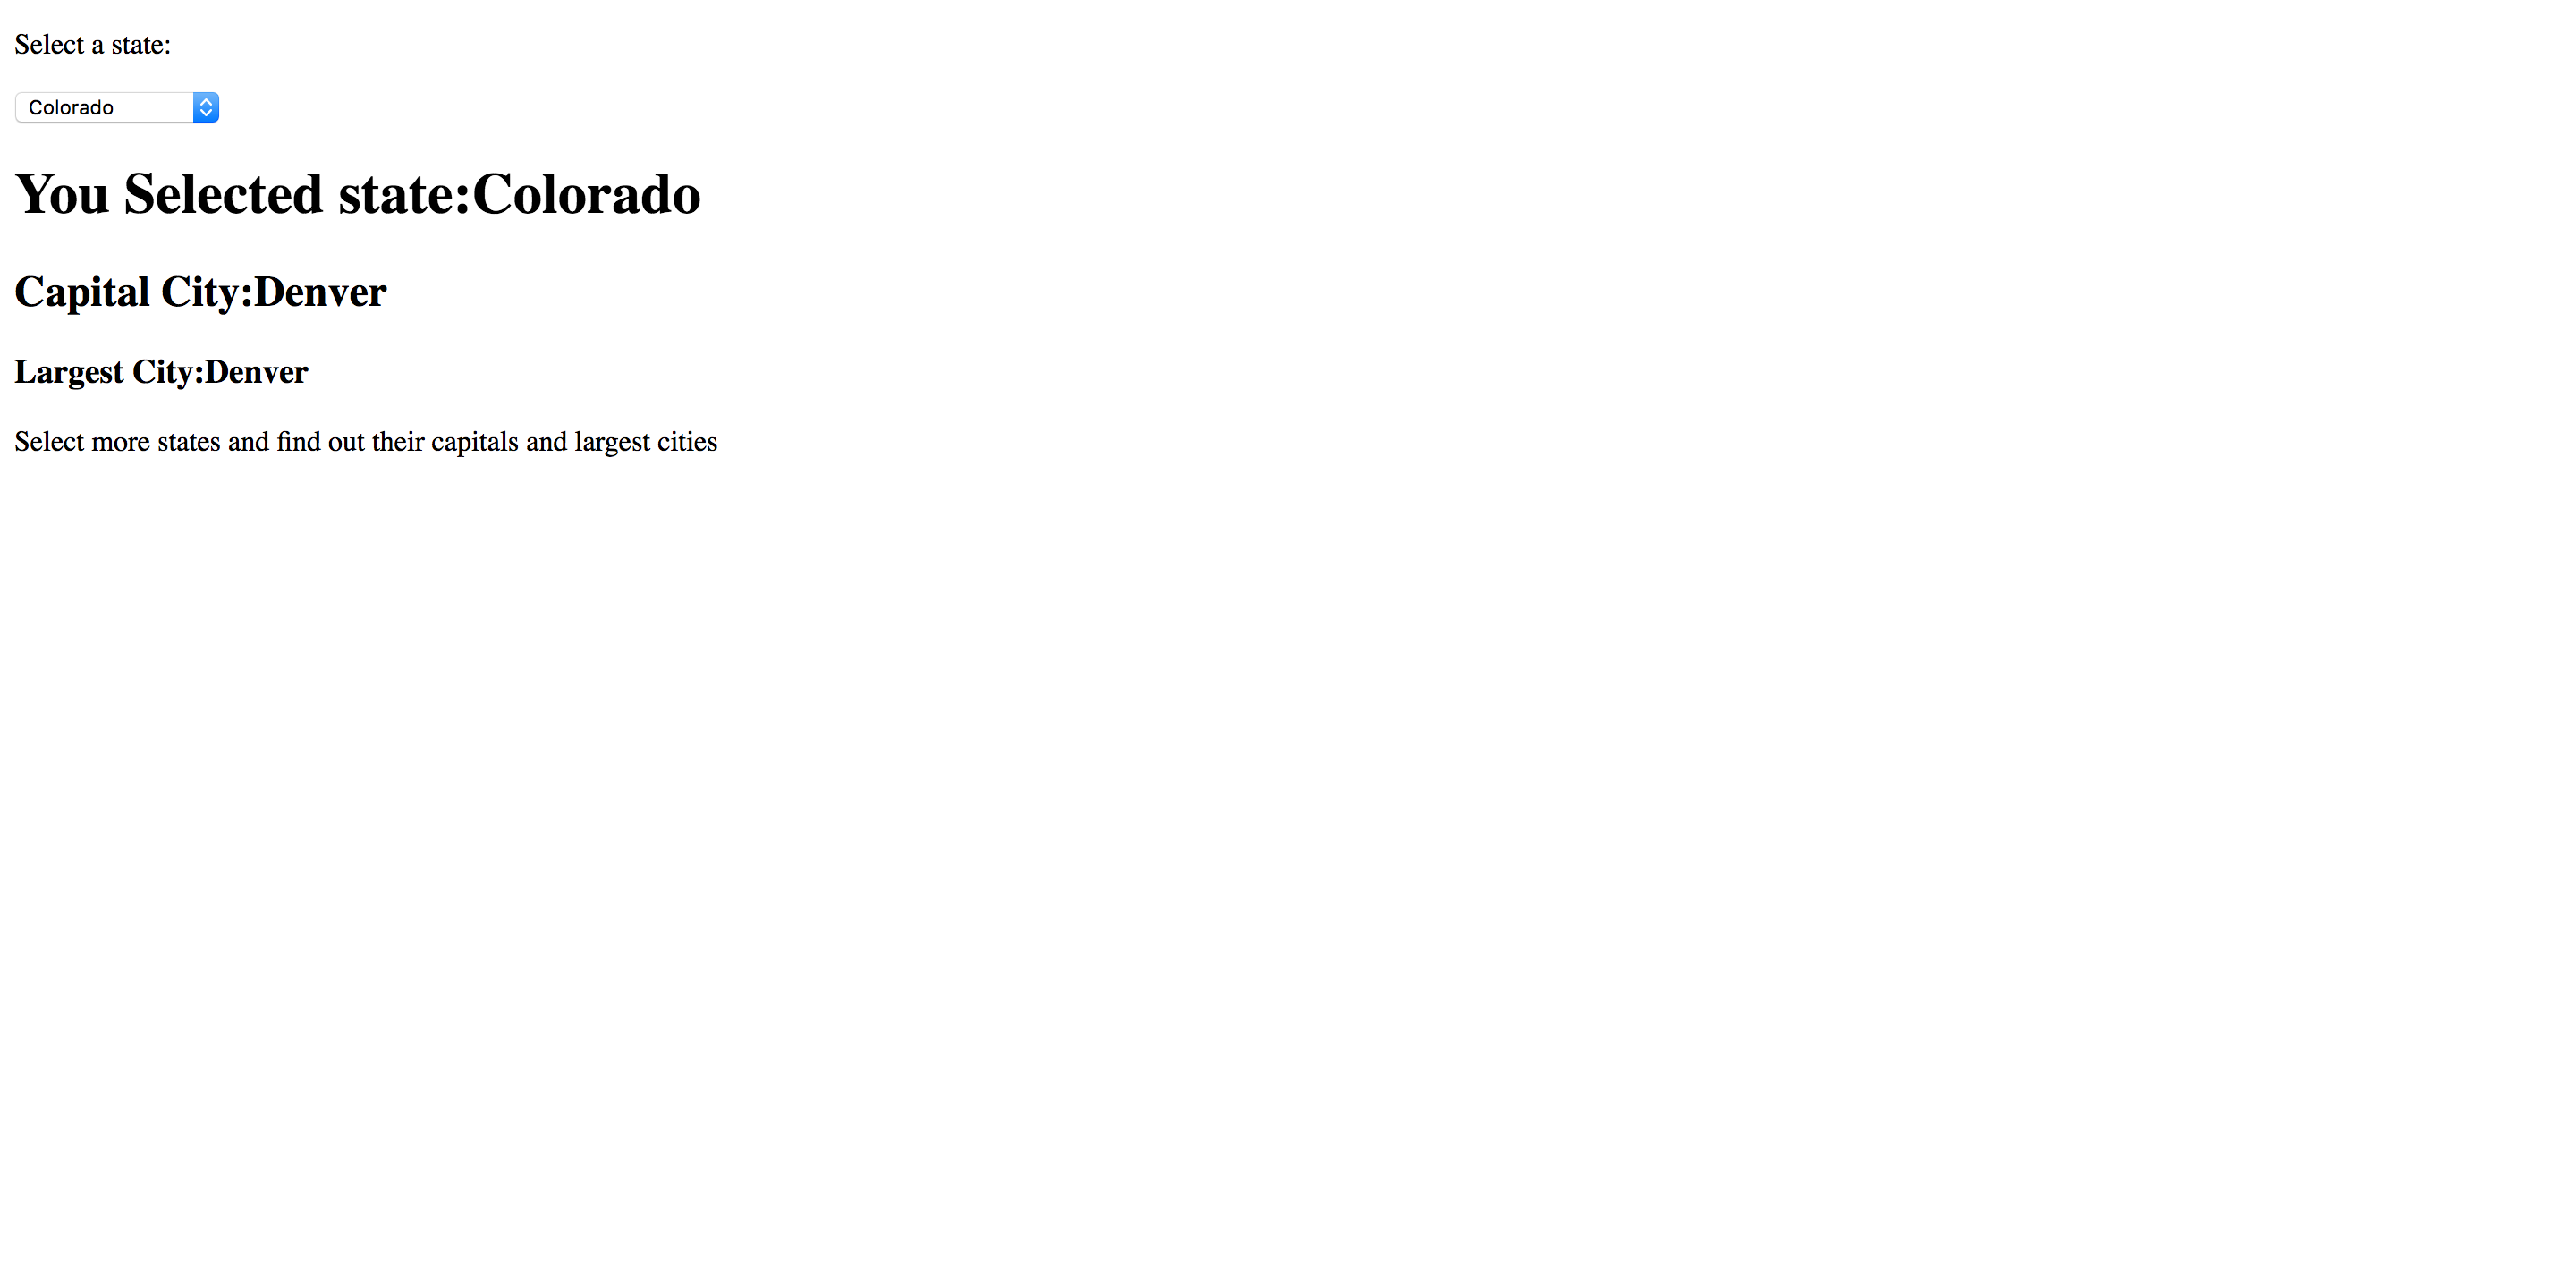 Select a state:
Colorado
You Selected state:Colorado
Capital City:Denver
Largest City:Denver
Select more states and find out their capitals and largest cities